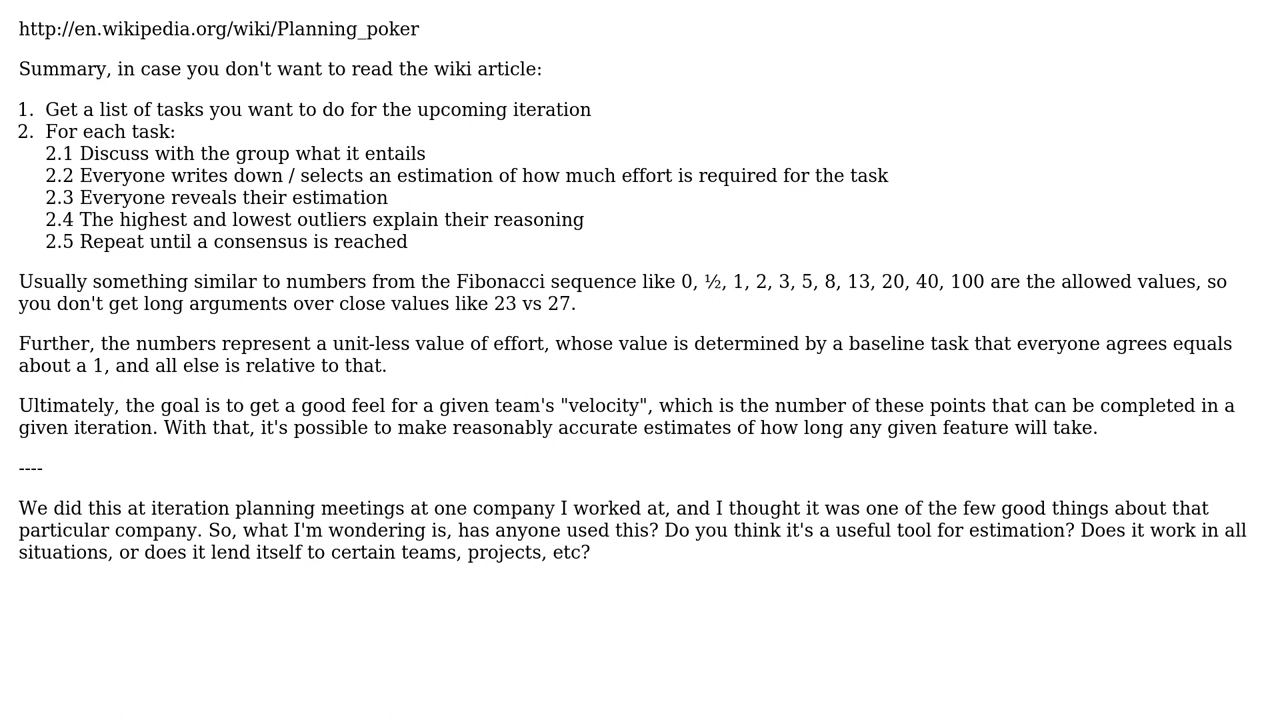 http://en.wikipedia.org/wiki/Planning_poker
Summary, in case you don't want to read the wiki article:
1. Get a list of tasks you want to do for the upcoming iteration
2. For each task:
2.1 Discuss with the group what it entails
2.2 Everyone writes down / selects an estimation of how much effort is required for the task
2.3 Everyone reveals their estimation
2.4 The highest and lowest outliers explain their reasoning
2.5 Repeat until a consensus is reached
Usually something similar to numbers from the Fibonacci sequence like 0, ½, 1, 2, 3, 5, 8, 13, 20, 40, 100 are the allowed values, so
you don't get long arguments over close values like 23 vs 27.
Further, the numbers represent a unit-less value of effort, whose value is determined by a baseline task that everyone agrees equals
about a 1, and all else is relative to that.
Ultimately, the goal is to get a good feel for a given team's "velocity", which is the number of these points that can be completed in a
given iteration. With that, it's possible to make reasonably accurate estimates of how long any given feature will take.
----
We did this at iteration planning meetings at one company I worked at, and I thought it was one of the few good things about that
particular company. So, what I'm wondering is, has anyone used this? Do you think it's a useful tool for estimation? Does it work in all
situations, or does it lend itself to certain teams, projects, etc?